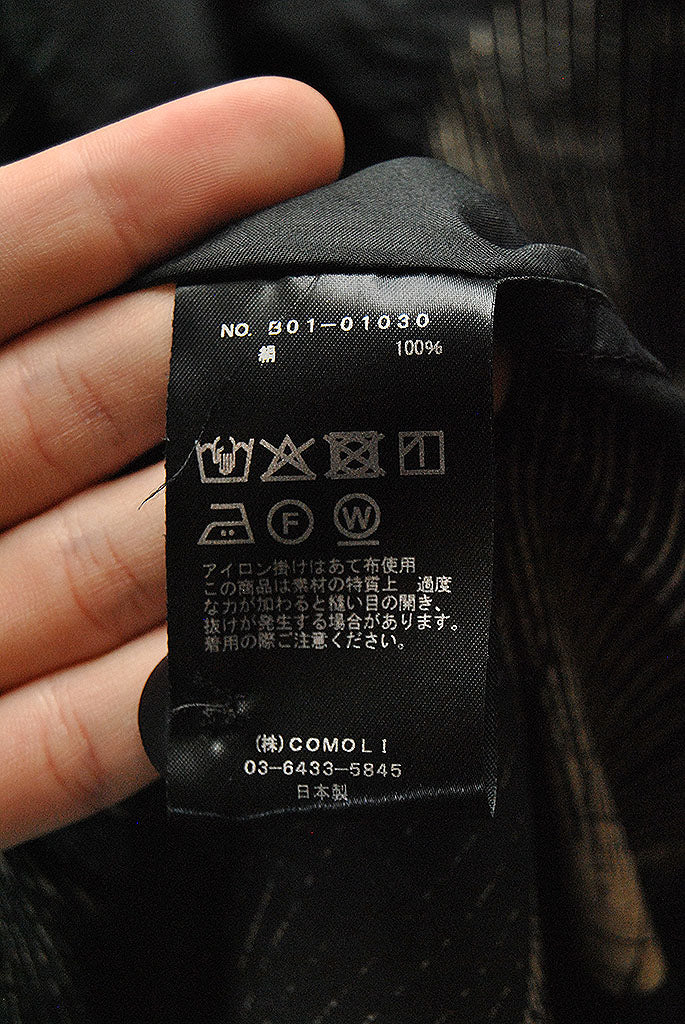 NO. B01-01030
絹 100%
F W
アイロン掛けはあて布使用
この商品は素材の特質上 過度
な力が加わると縫い目の開き、
抜けが発生する場合があります。
着用の際ご注意ください。
(株)COMOLI
03-6433-5845
日本製